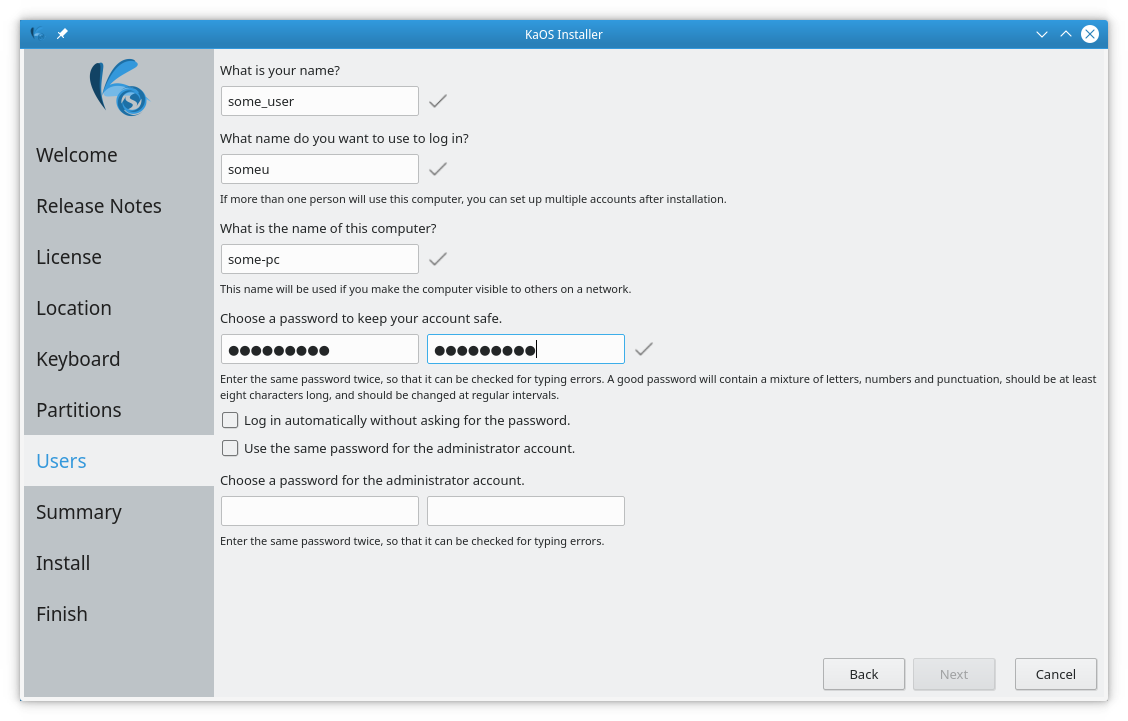 KaOS Installer
Welcome
Release Notes
License
Location
Keyboard
Partitions
Users
Summary
Install
Finish
What is your name?
some_user
What name do you want to use to log in?
someu
If more than one person will use this computer, you can set up multiple accounts after installation.
What is the name of this computer?
some-pc
This name will be used if you make the computer visible to others on a network.
Choose a password to keep your account safe.
●●●●●●●●● ●●●●●●●●●
Enter the same password twice, so that it can be checked for typing errors. A good password will contain a mixture of letters, numbers and punctuation, should be at least
eight characters long, and should be changed at regular intervals.
Log in automatically without asking for the password.
Use the same password for the administrator account.
Choose a password for the administrator account.
Enter the same password twice, so that it can be checked for typing errors.
Back Next Cancel